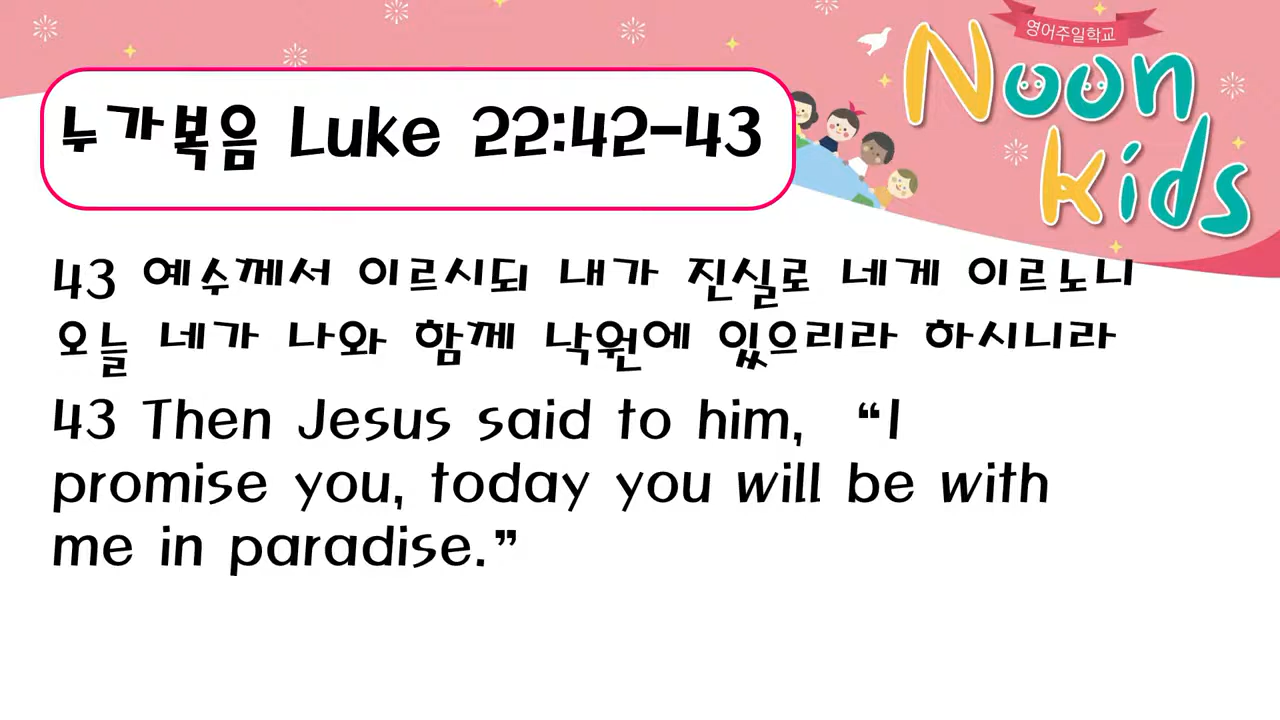 영어주일학교
Noon
kids
누가복음 Luke 22:42-43
43 예수께서 이르시되 내가 진실로 네게 이르노니
오늘 네가 나와 함께 낙원에 있으리라 하시니라
43 Then Jesus said to him, “I
promise you, today you will be with
me in paradise.”